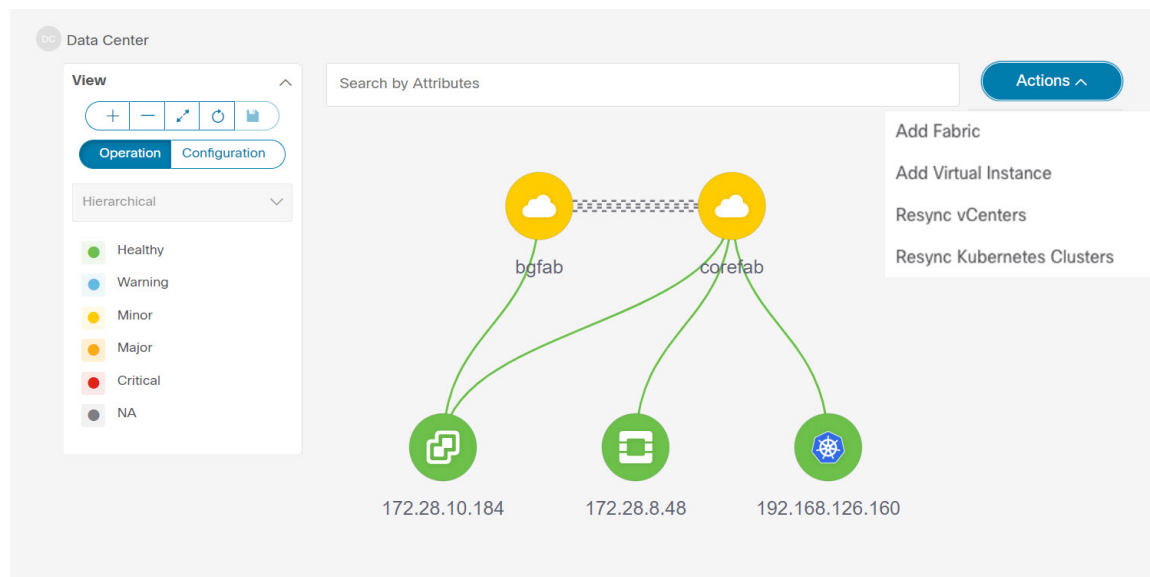 DC Data Center
View
Search by Attributes
Actions
Operation Configuration
Hierarchical
Healthy
Warning
Minor
Major
Critical
NA
Add Fabric
Add Virtual Instance
Resync vCenters
Resync Kubernetes Clusters
bgfab corefab
172.28.10.184 172.28.8.48 192.168.126.160